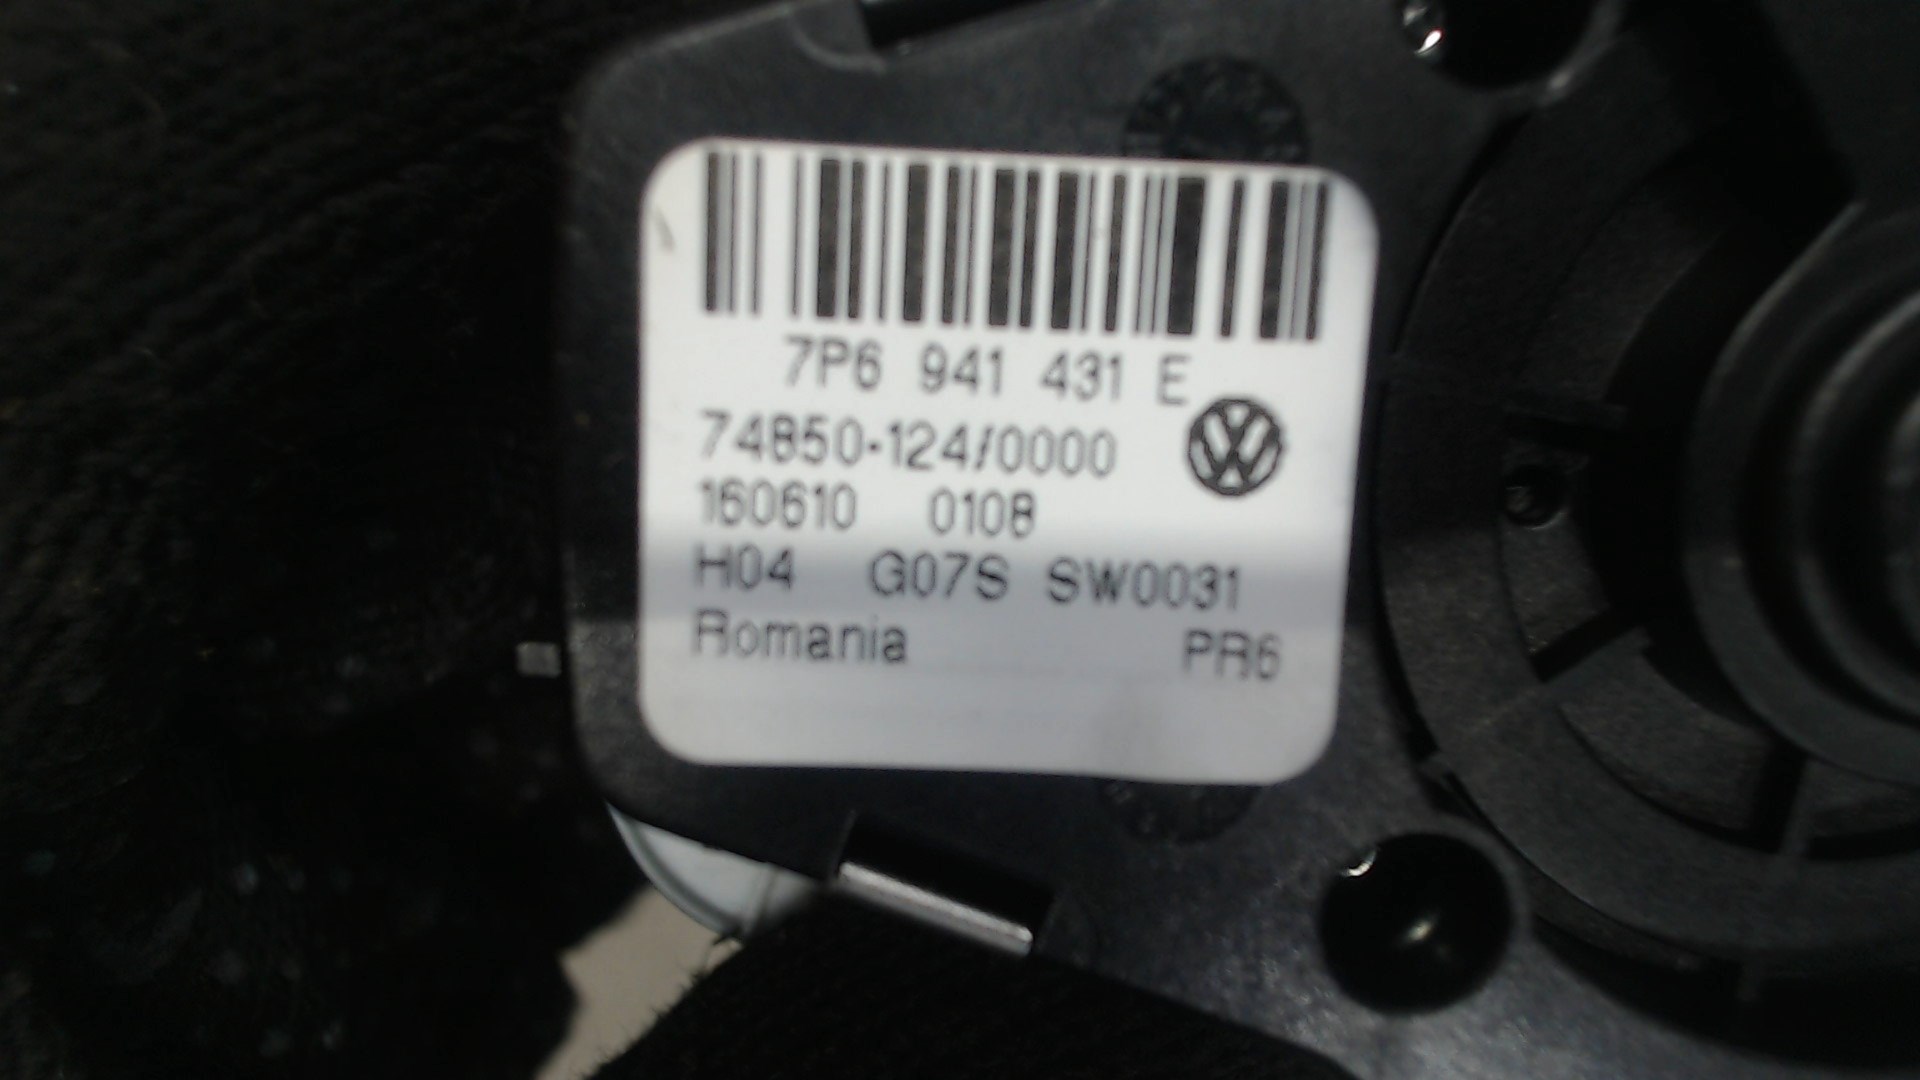 7P6 941 431 E
74850-124/0000
160610 0108
H04 G07S SW0031
Romania PR6